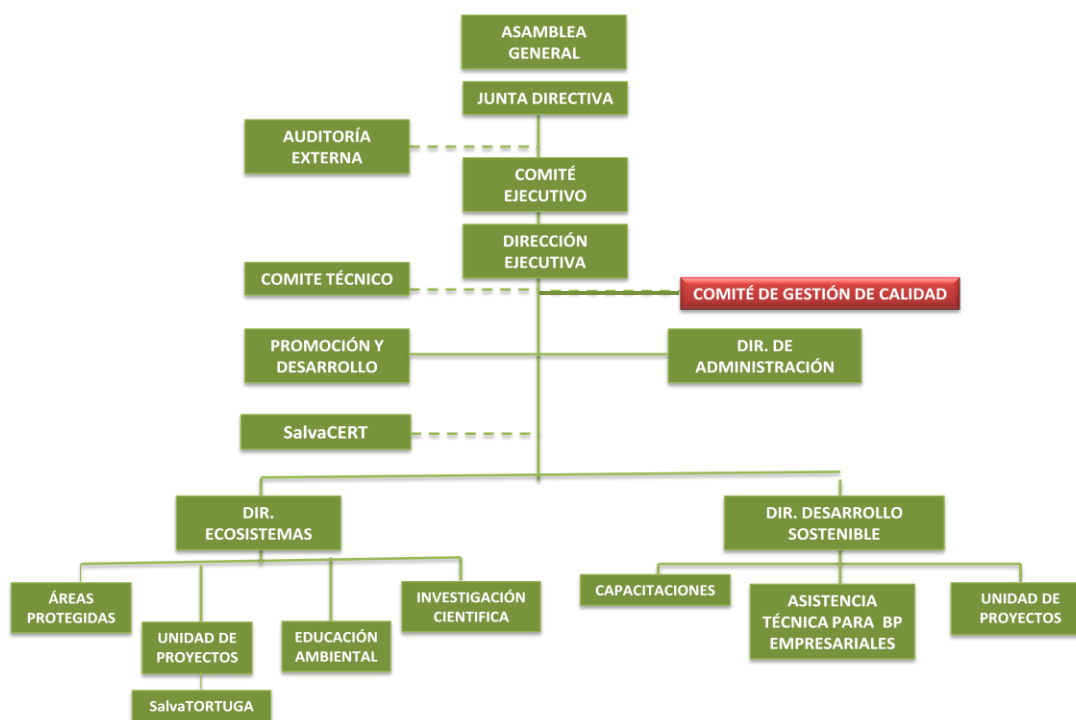 ASAMBLEA
GENERAL
JUNTA DIRECTIVA
AUDITORÍA
EXTERNA
COMITÉ
EJECUTIVO
DIRECCIÓN
EJECUTIVA
COMITE TÉCNICO
COMITÉ DE GESTIÓN DE CALIDAD
PROMOCIÓN Y
DESARROLLO
DIR. DE
ADMINISTRACIÓN
SalvaCERT
DIR.
ECOSISTEMAS
DIR. DESARROLLO
SOSTENIBLE
ÁREAS
PROTEGIDAS
UNIDAD DE
PROYECTOS
EDUCACIÓN
AMBIENTAL
INVESTIGACIÓN
CIENTIFICA
SalvaTORTUGA
CAPACITACIONES
ASISTENCIA
TÉCNICA PARA BP
EMPRESARIALES
UNIDAD DE
PROYECTOS